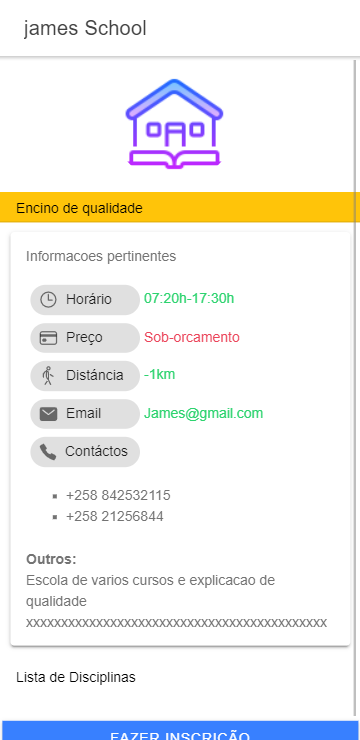 james School
Encino de qualidade
Informacoes pertinentes
Horário 07:20h-17:30h
Preço Sob-orcamento
Distáncia -1km
Email James@gmail.com
Contáctos
+258 842532115
+258 21256844
Outros:
Escola de varios cursos e explicacao de
qualidade
xxxxxxxxxxxxxxxxxxxxxxxxxxxxxxxxxxxxxxxxxxx
Lista de Disciplinas
FAZER INSCRIÇÃO